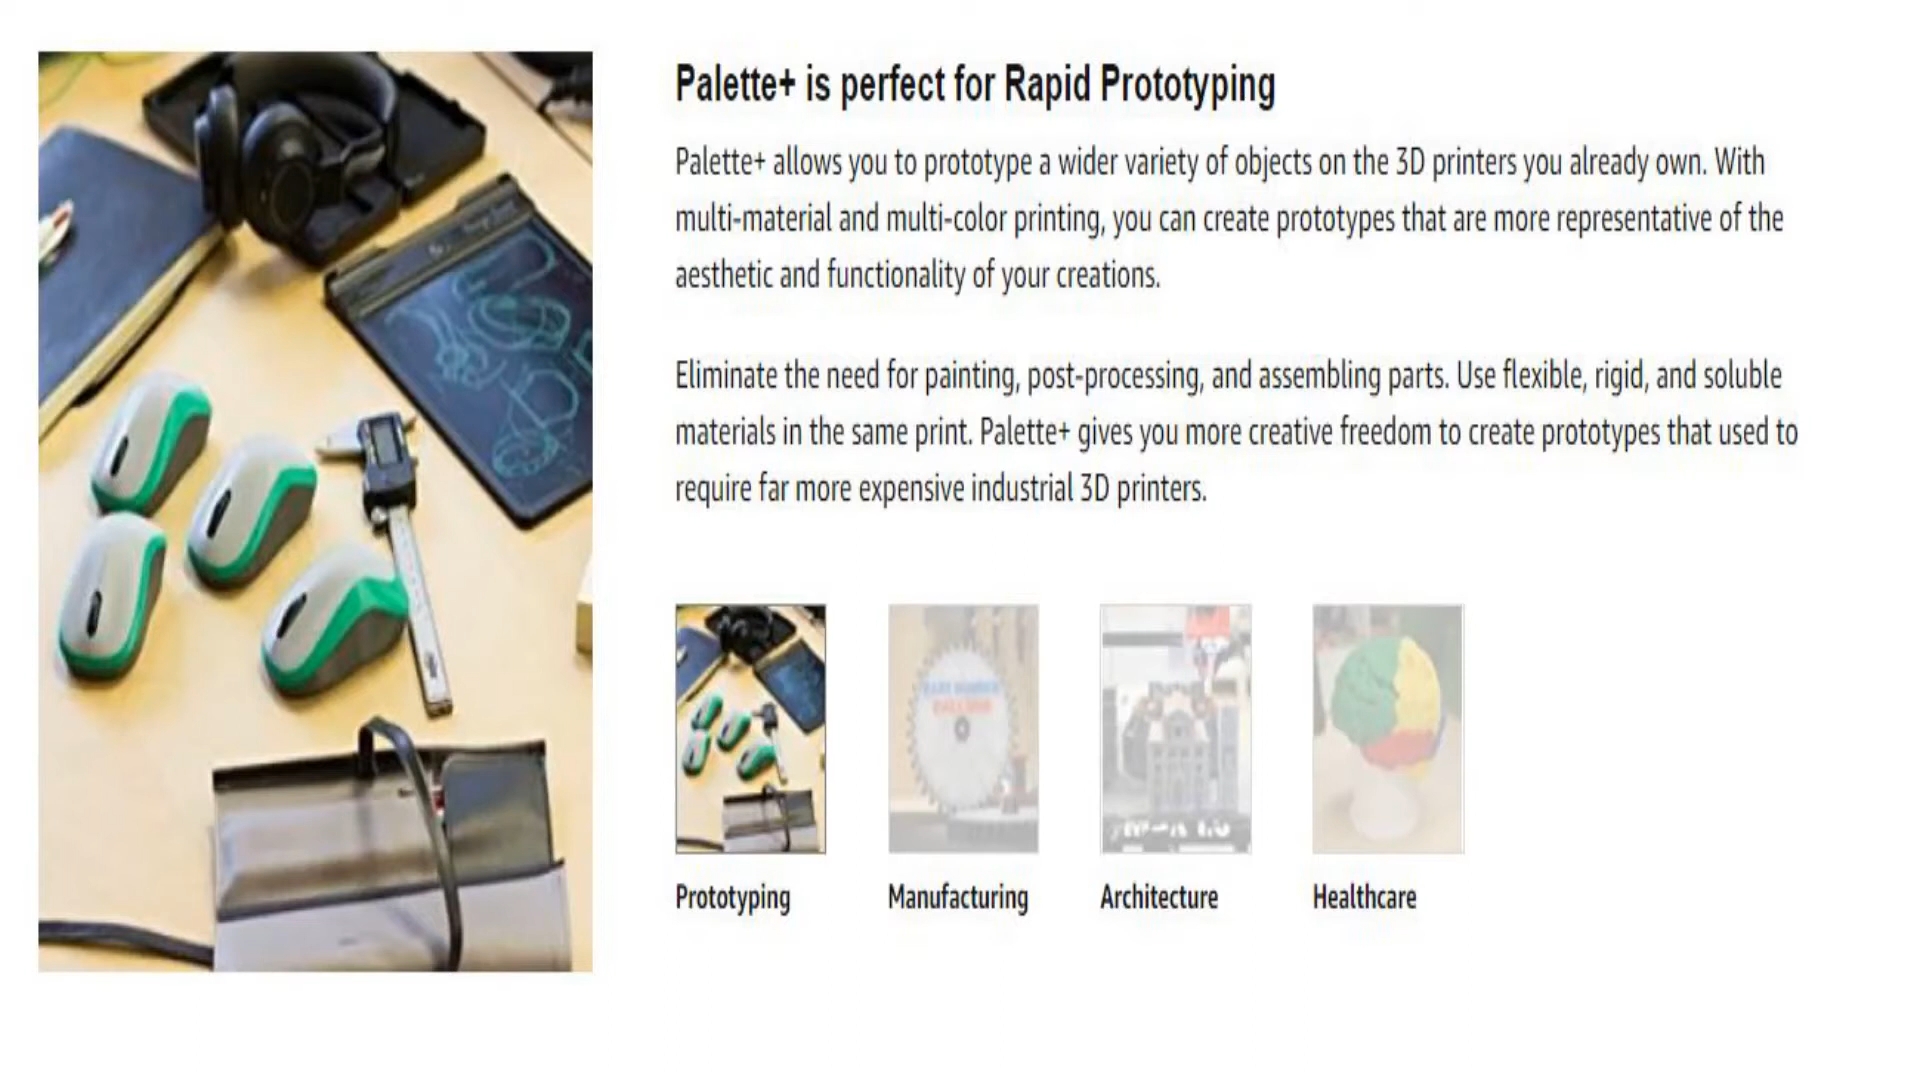 Palette+ is perfect for Rapid Prototyping
Palette+ allows you to prototype a wider variety of objects on the 3D printers you already own. With
multi-material and multi-color printing, you can create prototypes that are more representative of the
aesthetic and functionality of your creations.
Eliminate the need for painting, post-processing, and assembling parts. Use flexible, rigid, and soluble
materials in the same print. Palette+ gives you more creative freedom to create prototypes that used to
require far more expensive industrial 3D printers.
Prototyping
Manufacturing
Architecture
Healthcare